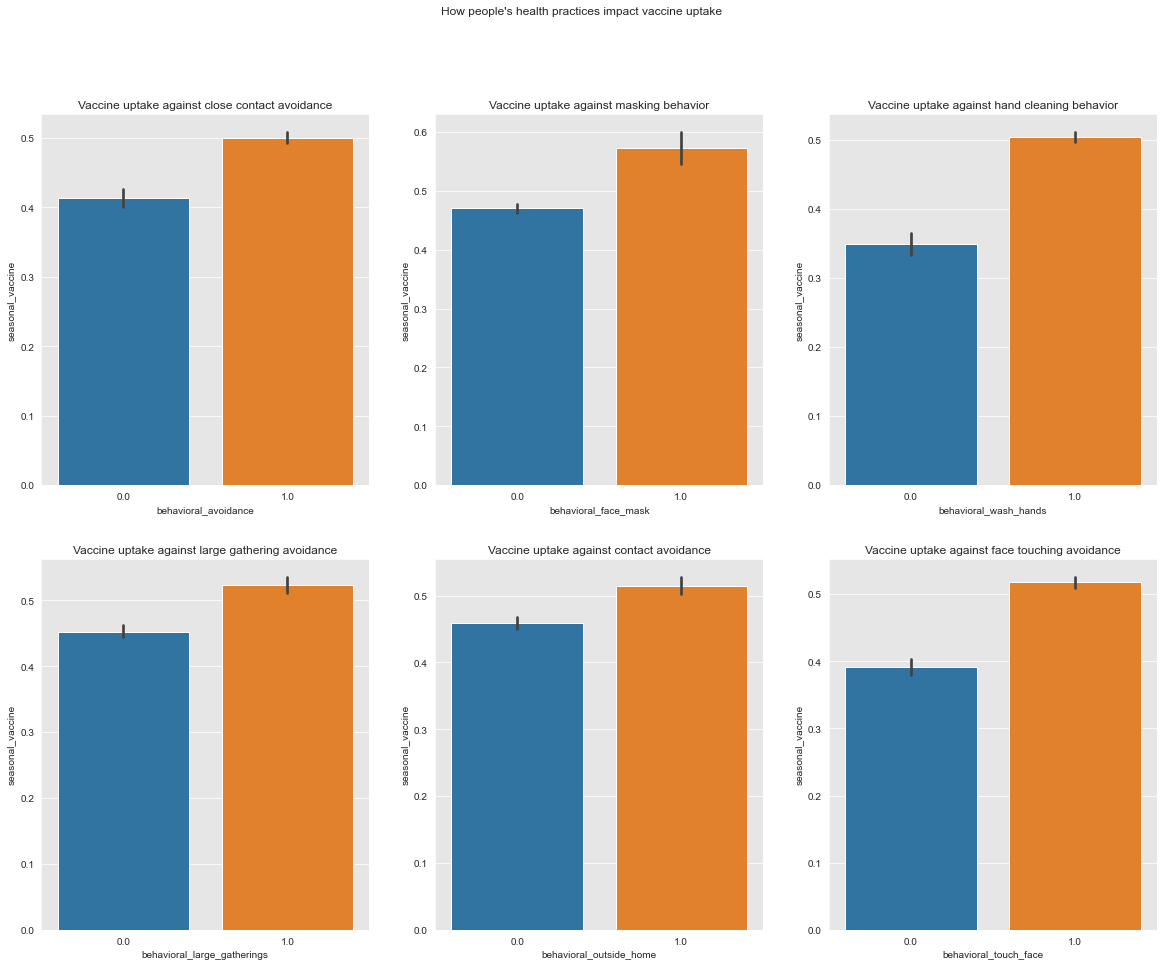 How people's health practices impact vaccine uptake
Vaccine uptake against close contact avoidance
seasonal_vaccine
0.5
0.4
0.3
0.2
0.1
0.0
0.0 1.0
behavioral_avoidance
Vaccine uptake against masking behavior
seasonal_vaccine
0.6
0.5
0.4
0.3
0.2
0.1
0.0
0.0 1.0
behavioral_face_mask
Vaccine uptake against hand cleaning behavior
seasonal_vaccine
0.5
0.4
0.3
0.2
0.1
0.0
0.0 1.0
behavioral_wash_hands
Vaccine uptake against large gathering avoidance
seasonal_vaccine
0.5
0.4
0.3
0.2
0.1
0.0
0.0 1.0
behavioral_large_gatherings
Vaccine uptake against contact avoidance
seasonal_vaccine
0.5
0.4
0.3
0.2
0.1
0.0
0.0 1.0
behavioral_outside_home
Vaccine uptake against face touching avoidance
seasonal_vaccine
0.5
0.4
0.3
0.2
0.1
0.0
0.0 1.0
behavioral_touch_face